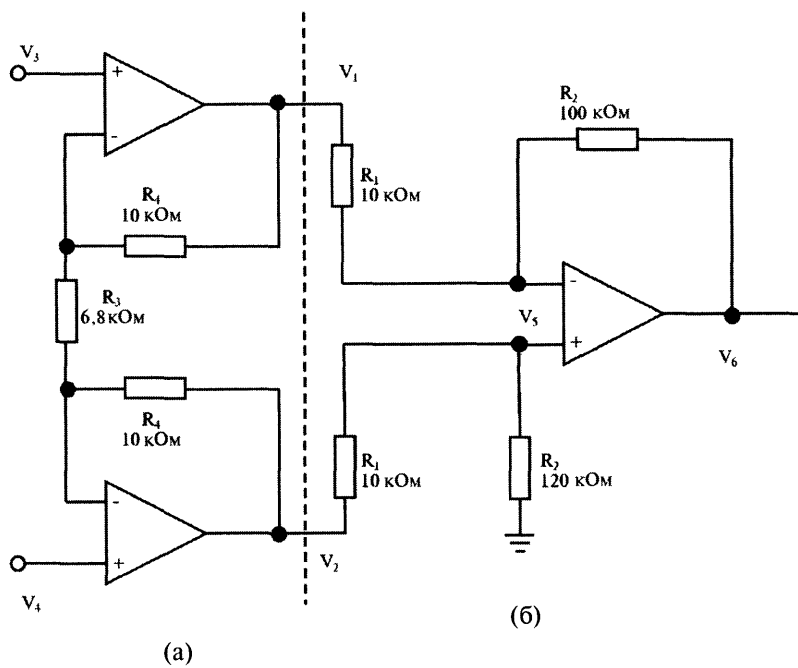 V3
+
-
R4
10 кОм
R3
6,8 кОм
R4
10 кОм
-
+
V4
V1
R1
10 кОм
R2
100 кОм
-
+
V5
V6
R1
10 кОм
R2
120 кОм
V2
(а)
(б)